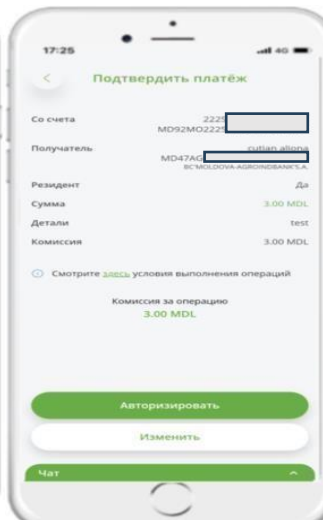 17:25
4G
Подтвердить платёж
Со счета 2225
MD92MO2225
Получатель cutian aliona
MD47AG
BC'MOLDOVA-AGROINDBANK'S.A.
Резидент Да
Сумма 3.00 MDL
Детали test
Комиссия 3.00 MDL
Смотрите здесь условия выполнения операций
Комиссия за операцию
3.00 MDL
Авторизировать
Изменить
Чат